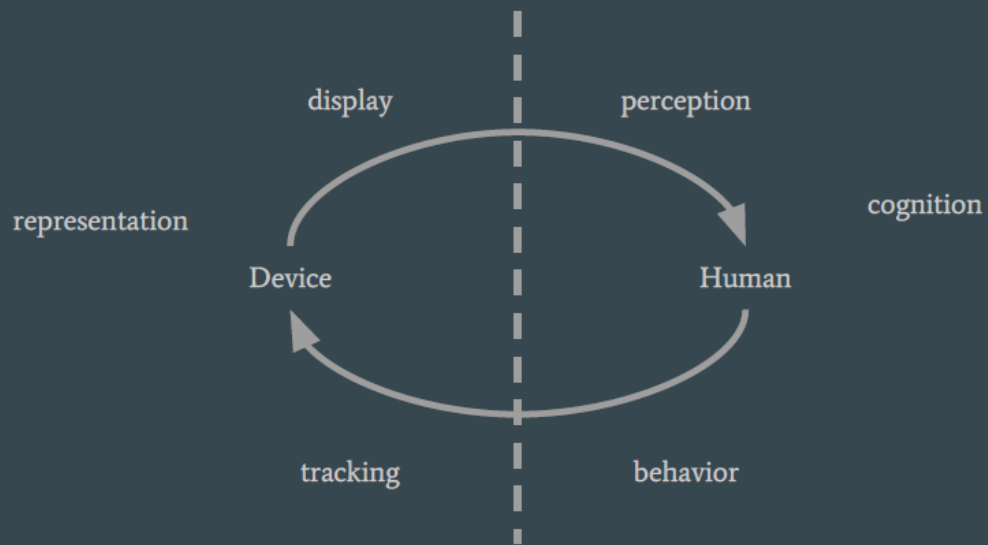 display
perception
representation
cognition
Device
Human
tracking
behavior